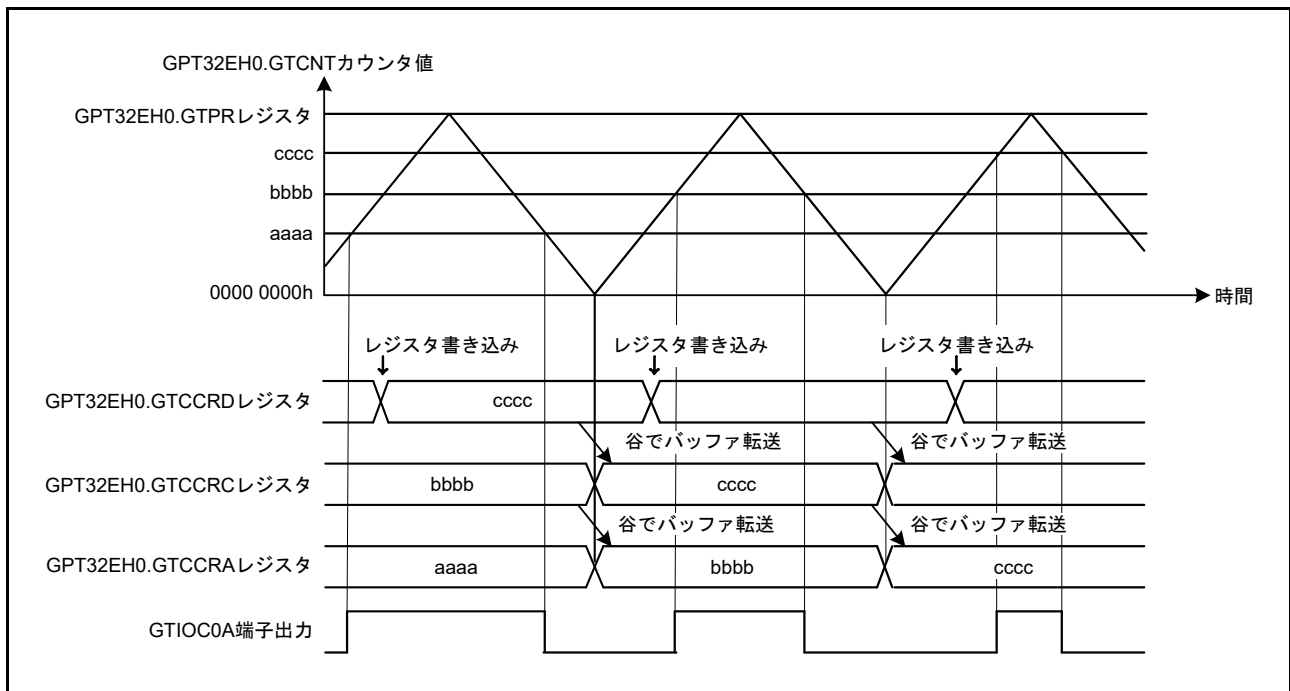 GPT32EH0.GTCNTカウンタ値
GPT32EH0.GTPRレジスタ
cccc
bbbb
aaaa
0000 0000h
時間
レジスタ書き込み レジスタ書き込み レジスタ書き込み
GPT32EH0.GTCCRDレジスタ cccc
谷でバッファ転送 谷でバッファ転送
GPT32EH0.GTCCRCレジスタ bbbb cccc
谷でバッファ転送 谷でバッファ転送
GPT32EH0.GTCCRAレジスタ aaaa bbbb cccc
GTIOC0A端子出力